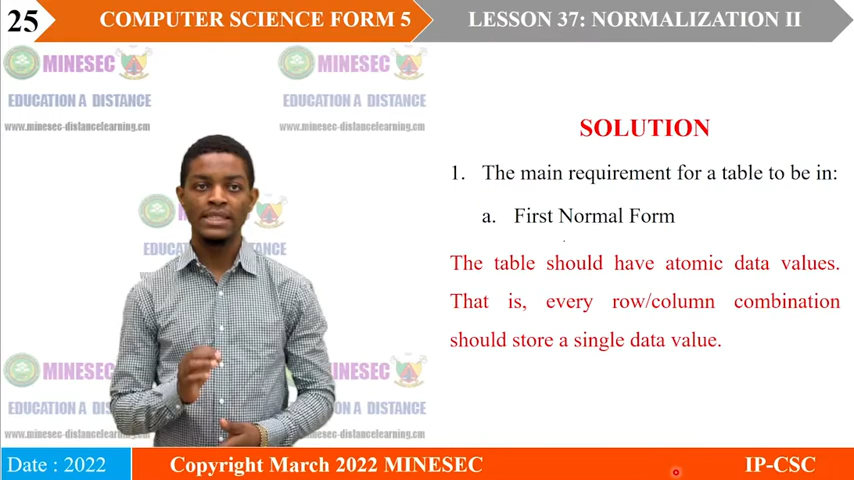 25
COMPUTER SCIENCE FORM 5
LESSON 37: NORMALIZATION II
MINESEC
EDUCATION A DISTANCE
www.minesec-distancelearning.cm
MINESEC
EDUCATION A DISTANCE
www.minesec-distancelearning.cm
SOLUTION
1. The main requirement for a table to be in:
a. First Normal Form
The table should have atomic data values.
That is, every row/column combination
should store a single data value.
MINESEC
EDUCATION A
www.minesec-distancelearning.cm
MINESEC
A DISTANCE
www.minesec-distancelearning.cm
Date : 2022
Copyright March 2022 MINESEC
IP-CSC